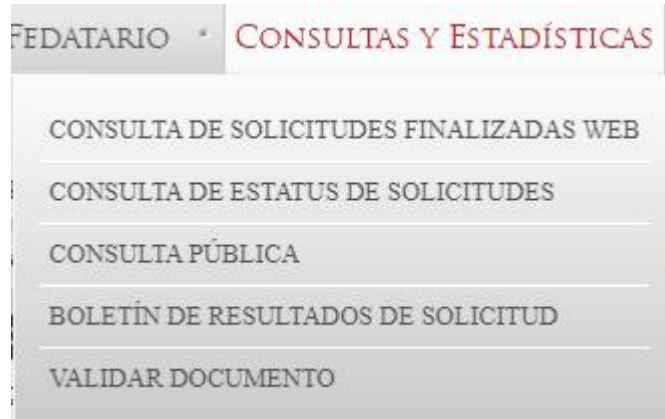 FEDATARIO
CONSULTAS Y ESTADÍSTICAS
CONSULTA DE SOLICITUDES FINALIZADAS WEB
CONSULTA DE ESTATUS DE SOLICITUDES
CONSULTA PÚBLICA
BOLETÍN DE RESULTADOS DE SOLICITUD
VALIDAR DOCUMENTO